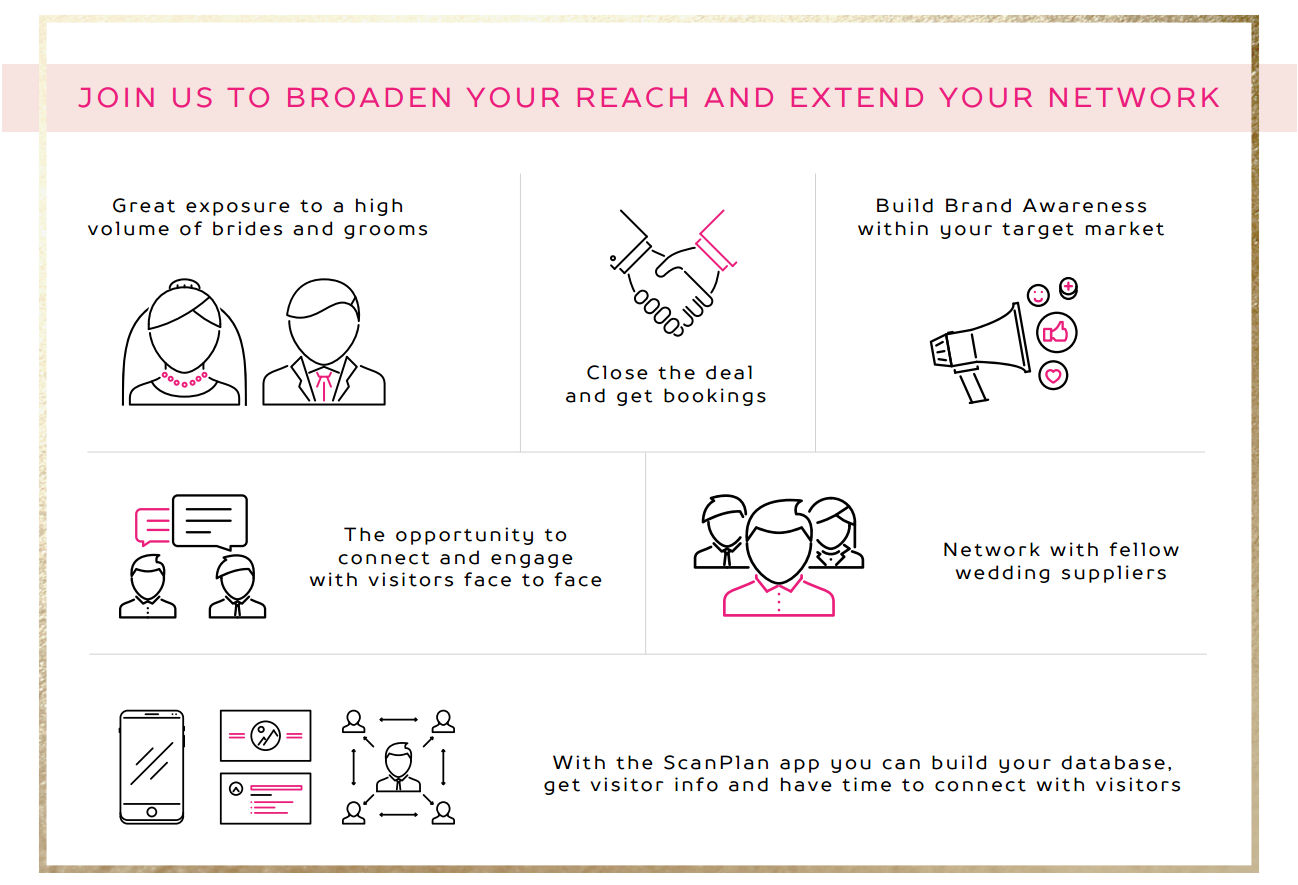 JOIN US TO BROADEN YOUR REACH AND EXTEND YOUR NETWORK
Great exposure to a high
volume of brides and grooms
Close the deal
and get bookings
Build Brand Awareness
within your target market
The opportunity to
connect and engage
with visitors face to face
Network with fellow
wedding suppliers
With the ScanPlan app you can build your database,
get visitor info and have time to connect with visitors